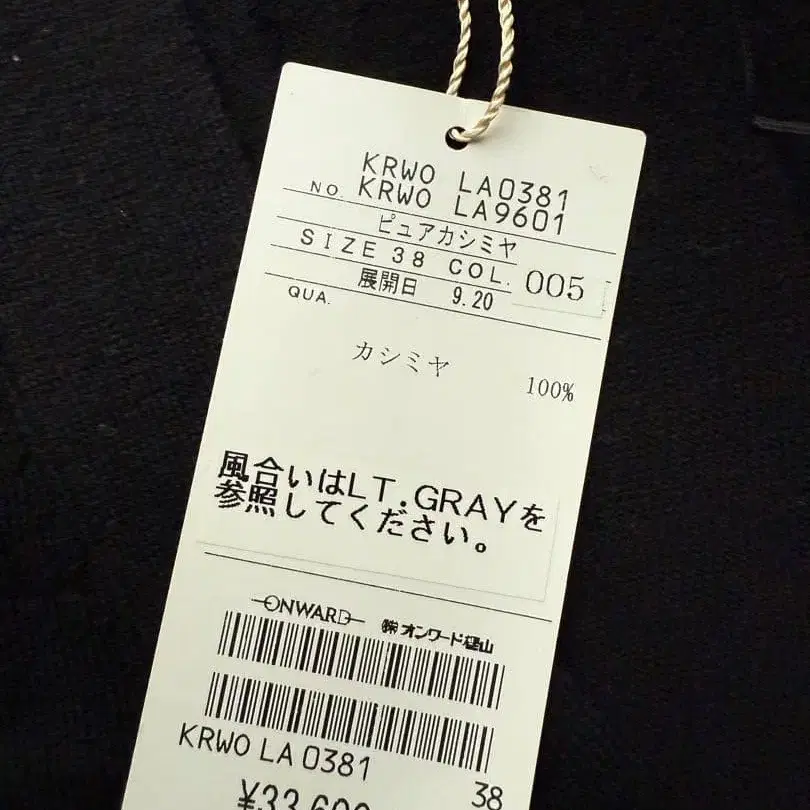 KRWO LA0381
NO. KRWO LA9601
ピュアカシミヤ
SIZE 38 COL. 005
展開日 9.20
QUA.
カシミヤ 100%
風合いはLT.GRAYを
参照してください。
ONWARD ㈱オンワード樫山
KRWO LA 0381
38
¥33,600